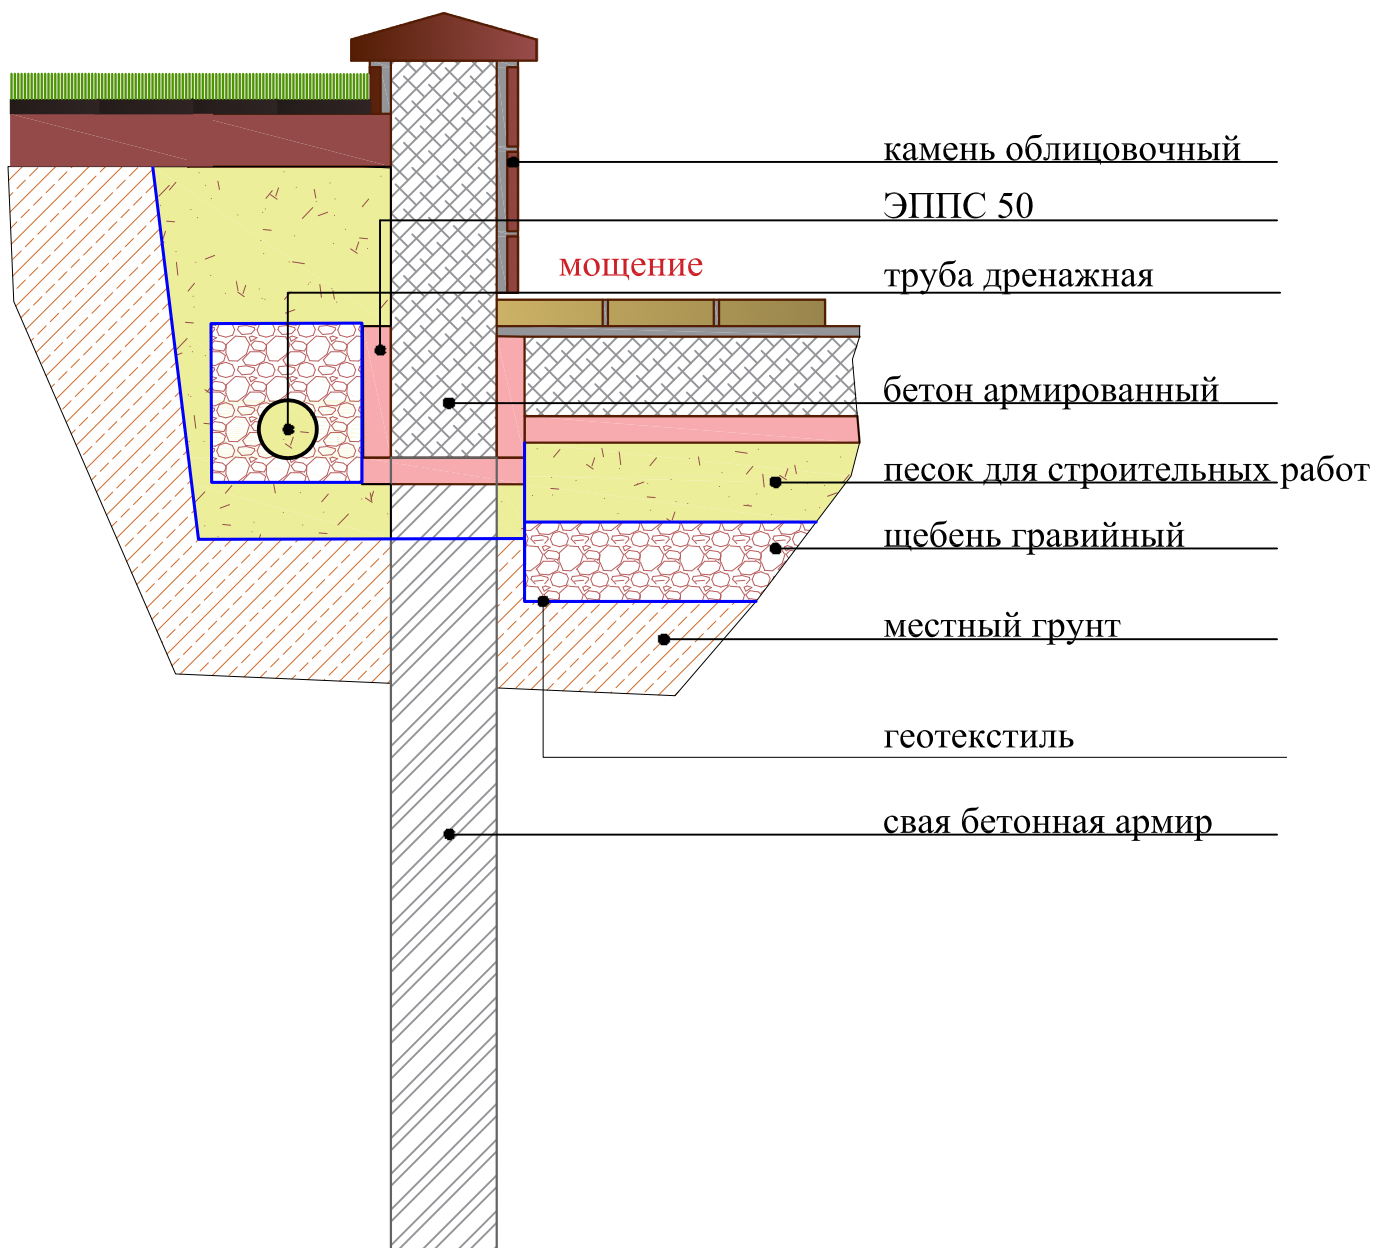 камень облицовочный
ЭППС 50
мощение
труба дренажная
бетон армированный
песок для строительных работ
щебень гравийный
местный грунт
геотекстиль
свая бетонная армир